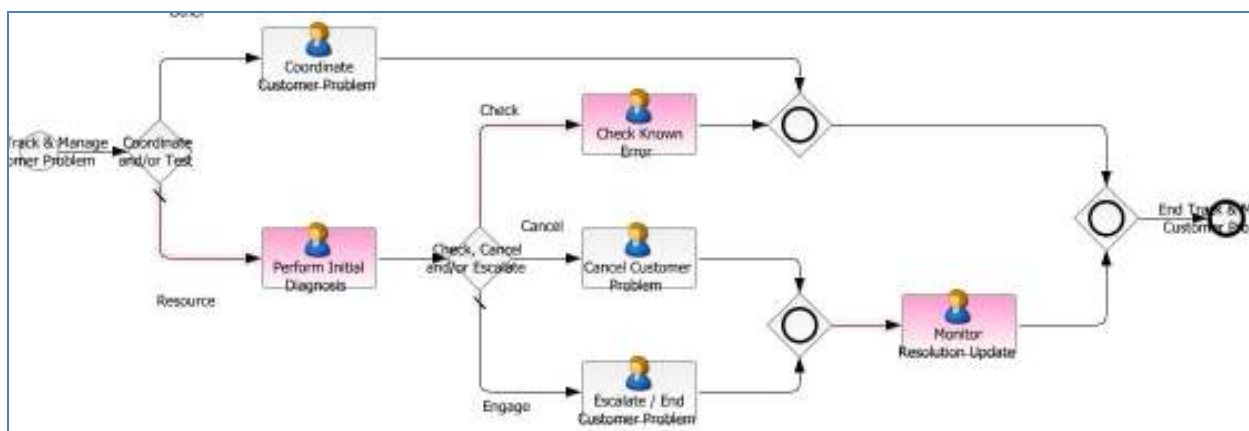 Other
Coordinate
Customer Problem
Check
Check Known
Error
Track & Manage
omer Problem
Coordinate
and/or Test
End Track & M
Customer Pro
Cancel
Check, Cancel
and/or Escalate
Cancel Customer
Problem
Perform Initial
Diagnosis
Resource
Monitor
Resolution Update
Engage
Escalate / End
Customer Problem